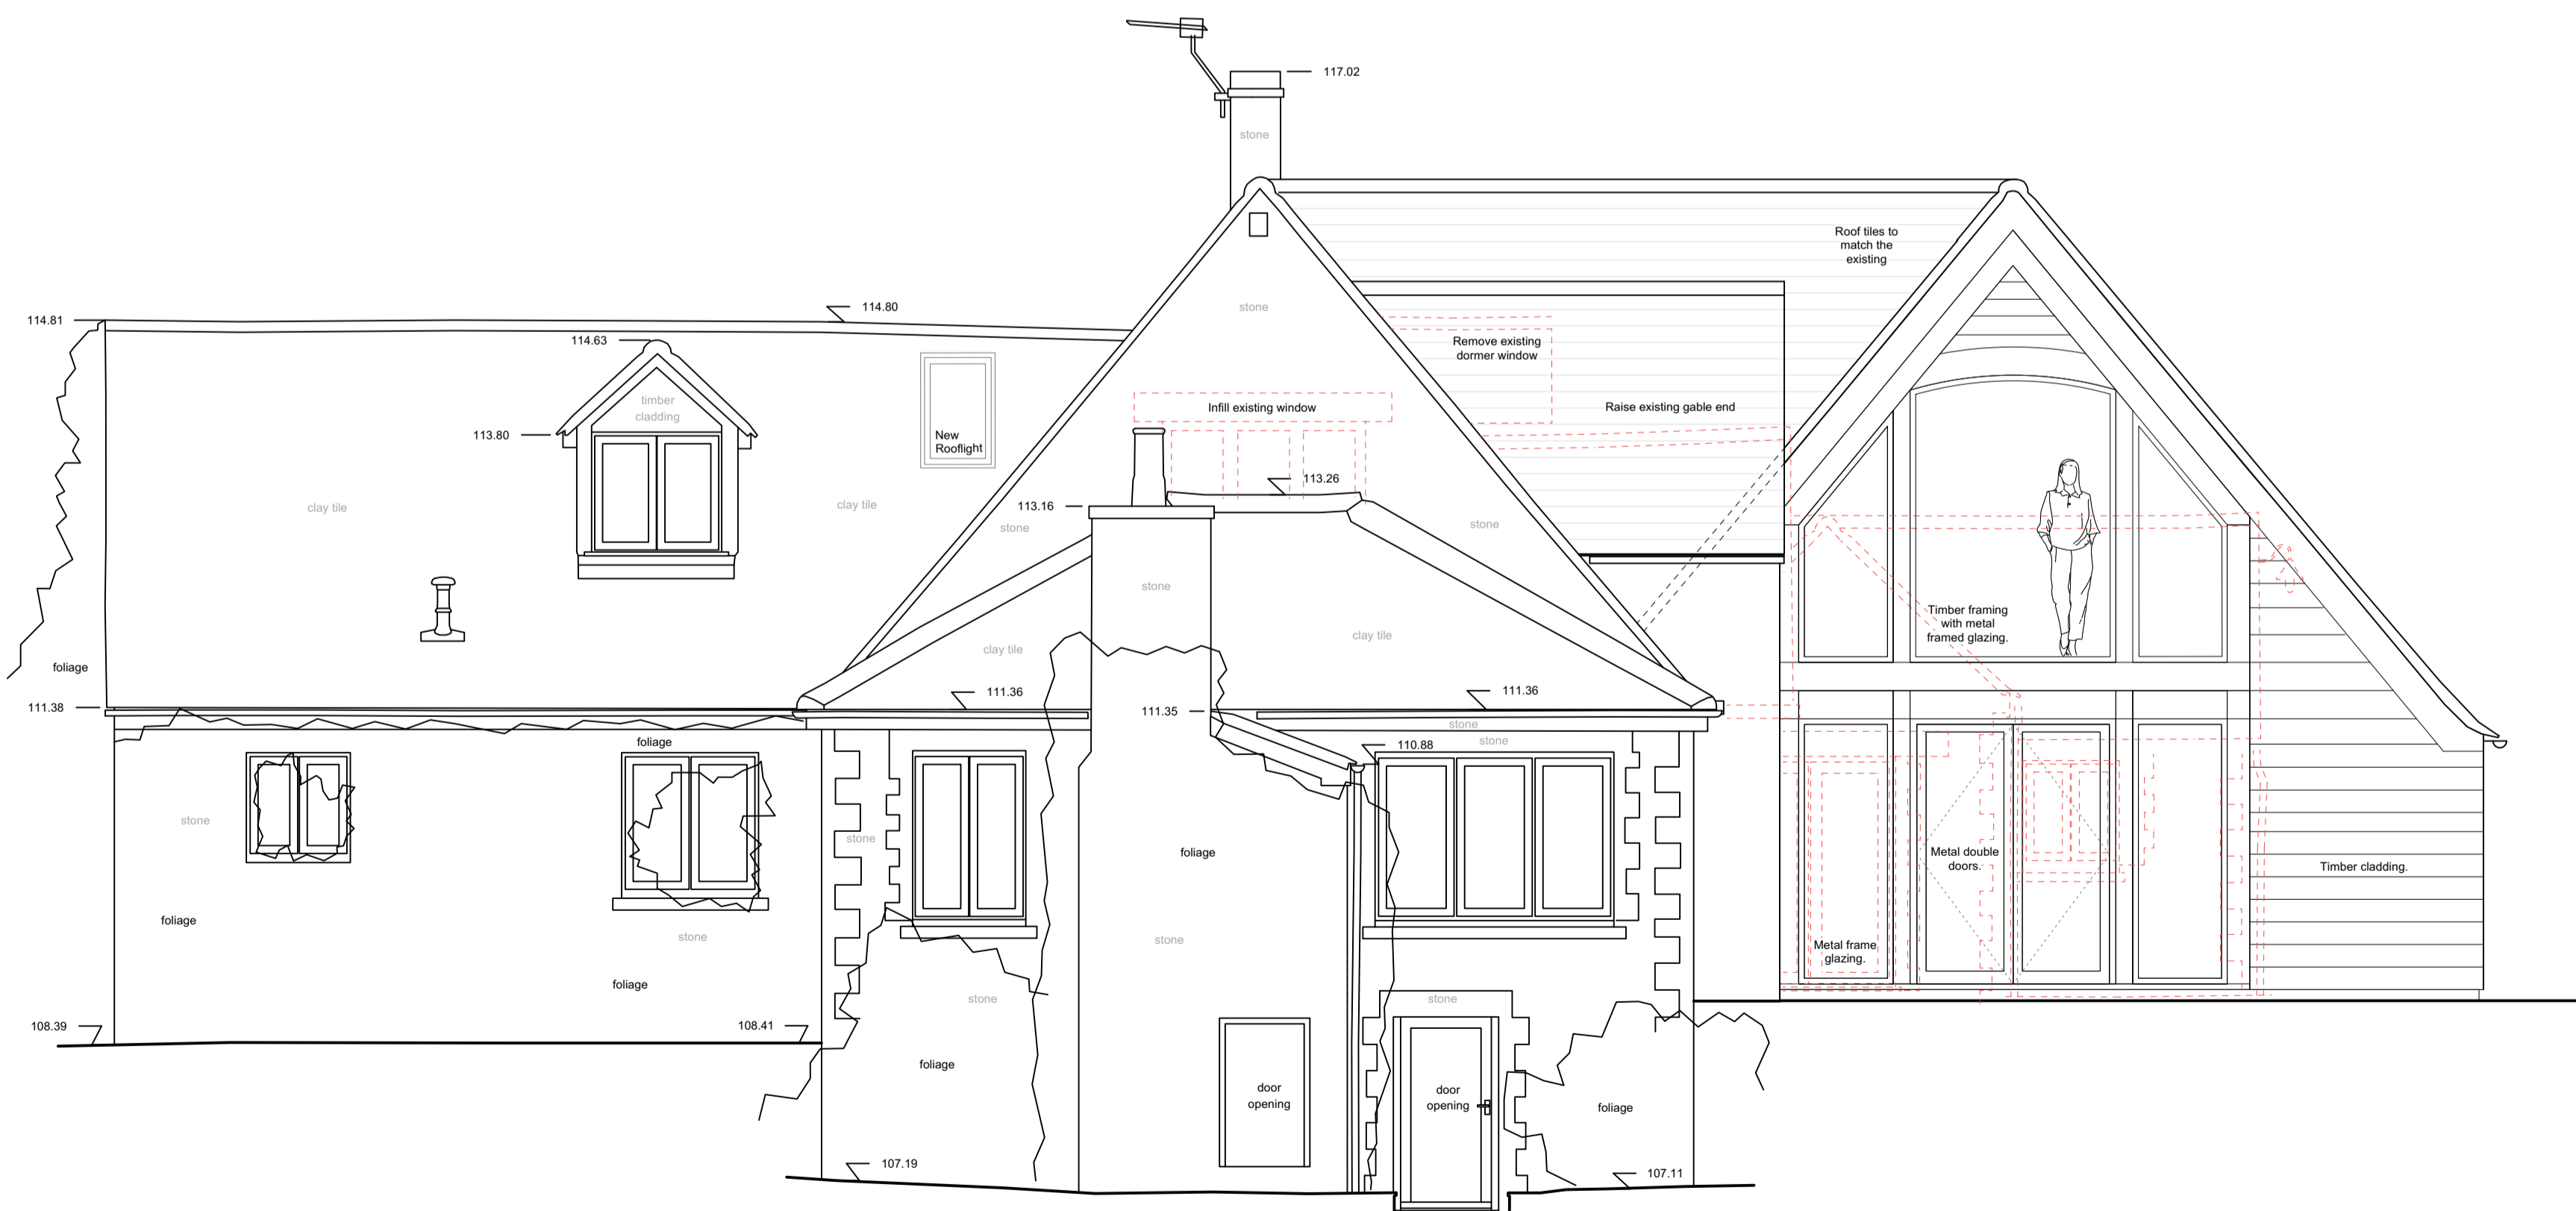 117.02
stone
Roof tiles to
match the
existing
114.81
114.80
stone
114.63
Remove existing
dormer window
timber
cladding
Infill existing window
Raise existing gable end
113.80
New
Rooflight
113.26
clay tile
clay tile
113.16
stone
stone
stone
Timber framing
with metal
framed glazing.
clay tile
clay tile
foliage
111.38
111.36
111.35
111.36
stone
foliage
stone
110.88
stone
stone
foliage
Metal double
doors.
Timber cladding.
foliage
stone
stone
Metal frame
glazing.
foliage
stone
stone
108.39
108.41
foliage
door
opening
door
opening
foliage
107.19
107.11